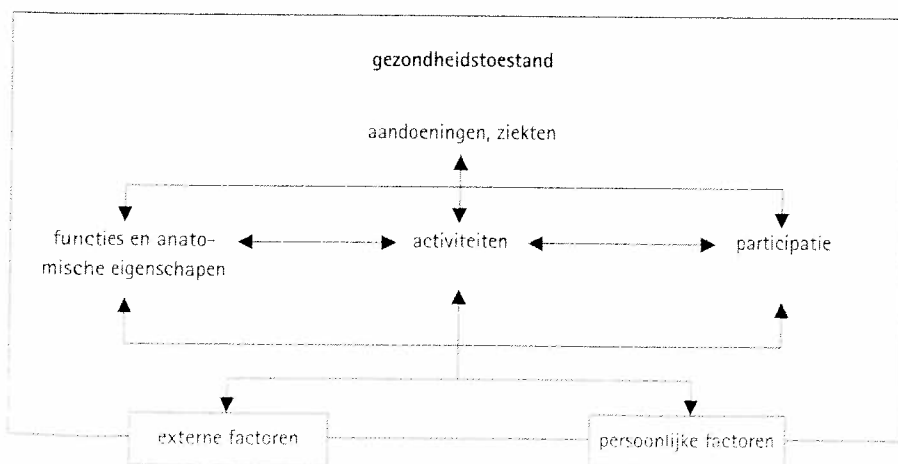 gezondheidstoestand
aandoeningen, ziekten
functies en anato-
mische eigenschapen
activiteiten
participatie
externe factoren
persoonlijke factoren